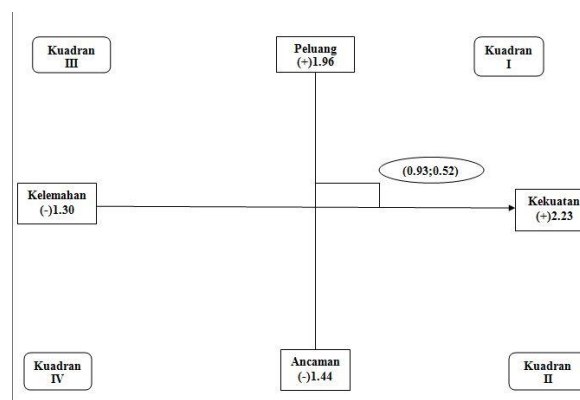 Kuadran
III
Peluang
(+)1.96
Kuadran
I
(0.93;0.52)
Kelemahan
(-)1.30
Kekuatan
(+)2.23
Kuadran
IV
Ancaman
(-)1.44
Kuadran
II